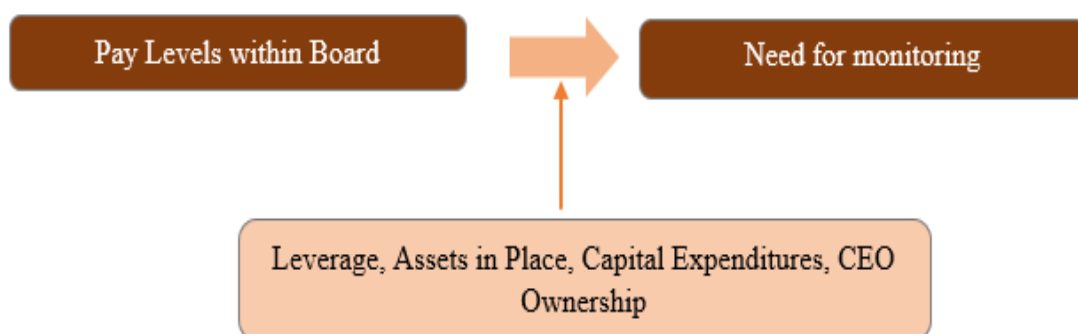 Pay Levels within Board
Need for monitoring
Leverage, Assets in Place, Capital Expenditures, CEO
Ownership